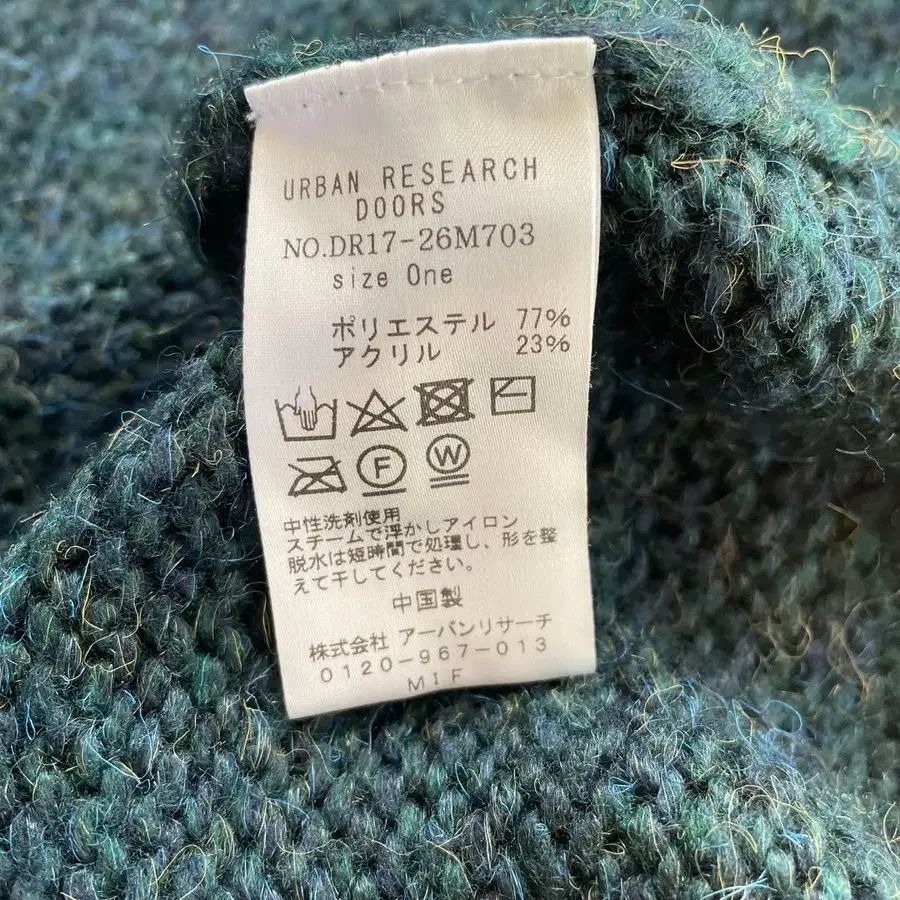 URBAN RESEARCH
DOORS
NO.DR17-26M703
size One
ポリエステル 77%
アクリル 23%
F W
中性洗剤使用
スチームで浮かしアイロン
脱水は短時間で処理し、形を整
えて干してください。
中国製
株式会社 アーバンリサーチ
0120-967-013
MIF